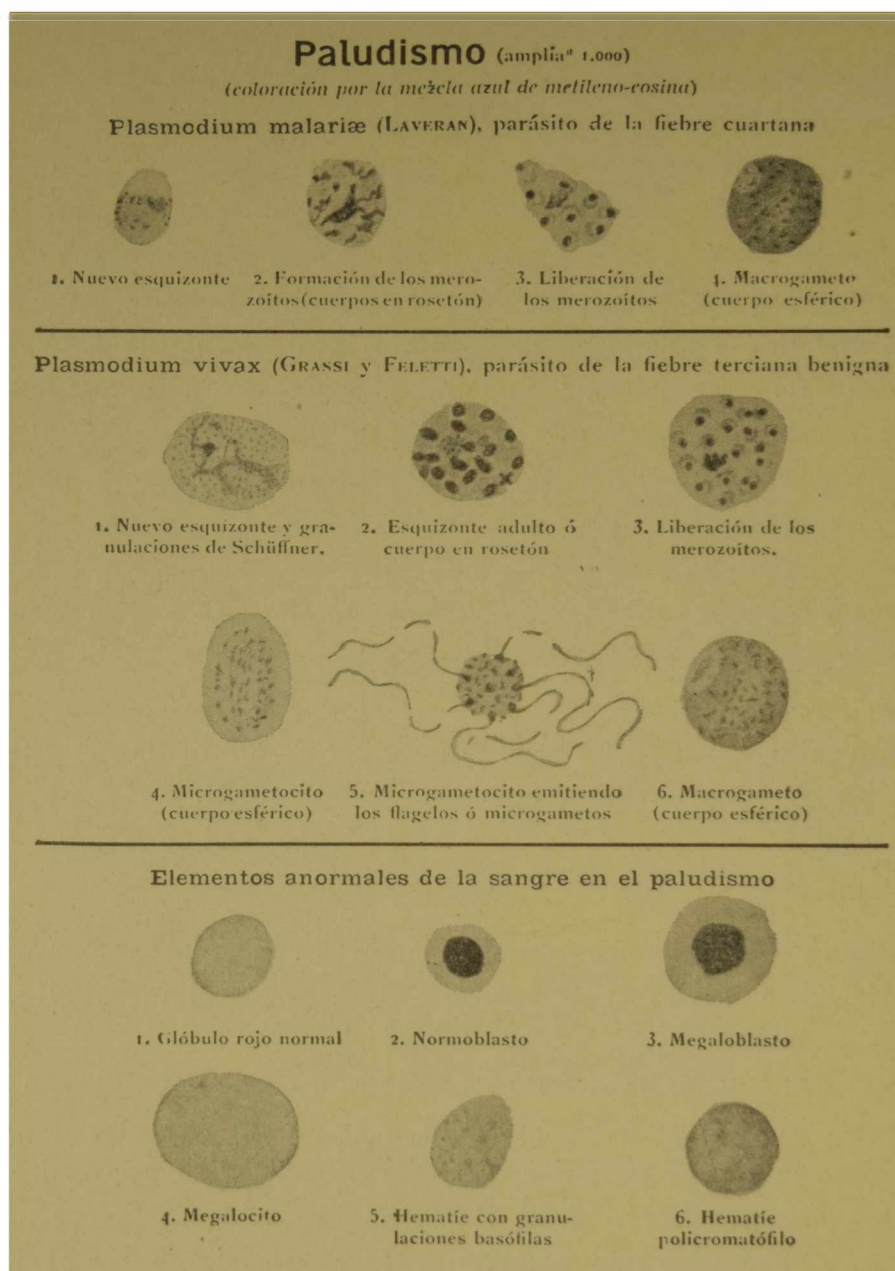 Paludismo (amplía⁽ⁿ⁾ 1.000)
(coloración por la mezcla azul de metileno-eosina)
Plasmodium malariæ (LAVERAN), parásito de la fiebre cuartana
1. Nuevo esquizonte
2. Formación de los mero-
zoítos (cuerpos en rosetón)
3. Liberación de
los merozoítos
4. Macrogameto
(cuerpo esférico)
Plasmodium vivax (GRASSI y FELETTI), parásito de la fiebre terciana benigna
1. Nuevo esquizonte y gra-
nulaciones de Schüffner.
2. Esquizonte adulto ó
cuerpo en rosetón
3. Liberación de los
merozoítos.
4. Microgametocito
(cuerpo esférico)
5. Microgametocito emitiendo
los flagelos ó microgametos
6. Macrogameto
(cuerpo esférico)
Elementos anormales de la sangre en el paludismo
1. Glóbulo rojo normal
2. Normoblasto
3. Megaloblasto
4. Megalocito
5. Hematíe con granu-
laciones basófilas
6. Hematíe
policromatófilo